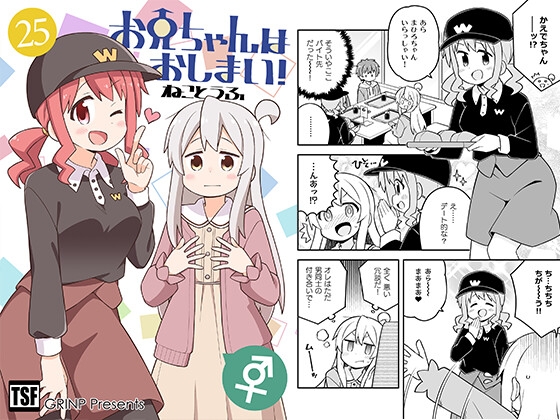 25
お兄ちゃんは
おしまい!
ねことうふ
W
W
TSF
GRINP Presents
かえでちゃん
ーッ!?
あら
まひろちゃん
いらっしゃい!
そういやここ
バイト先
だった〜〜!
…………!
W
ひそ…
え……
デート的な?
…んあっ!?
ち…ちちち
ちが〜〜う!!
あら〜〜
まあまあ♥
W
全く悪い
冗談だ!
オレはただ
男同士の
付き合いで…